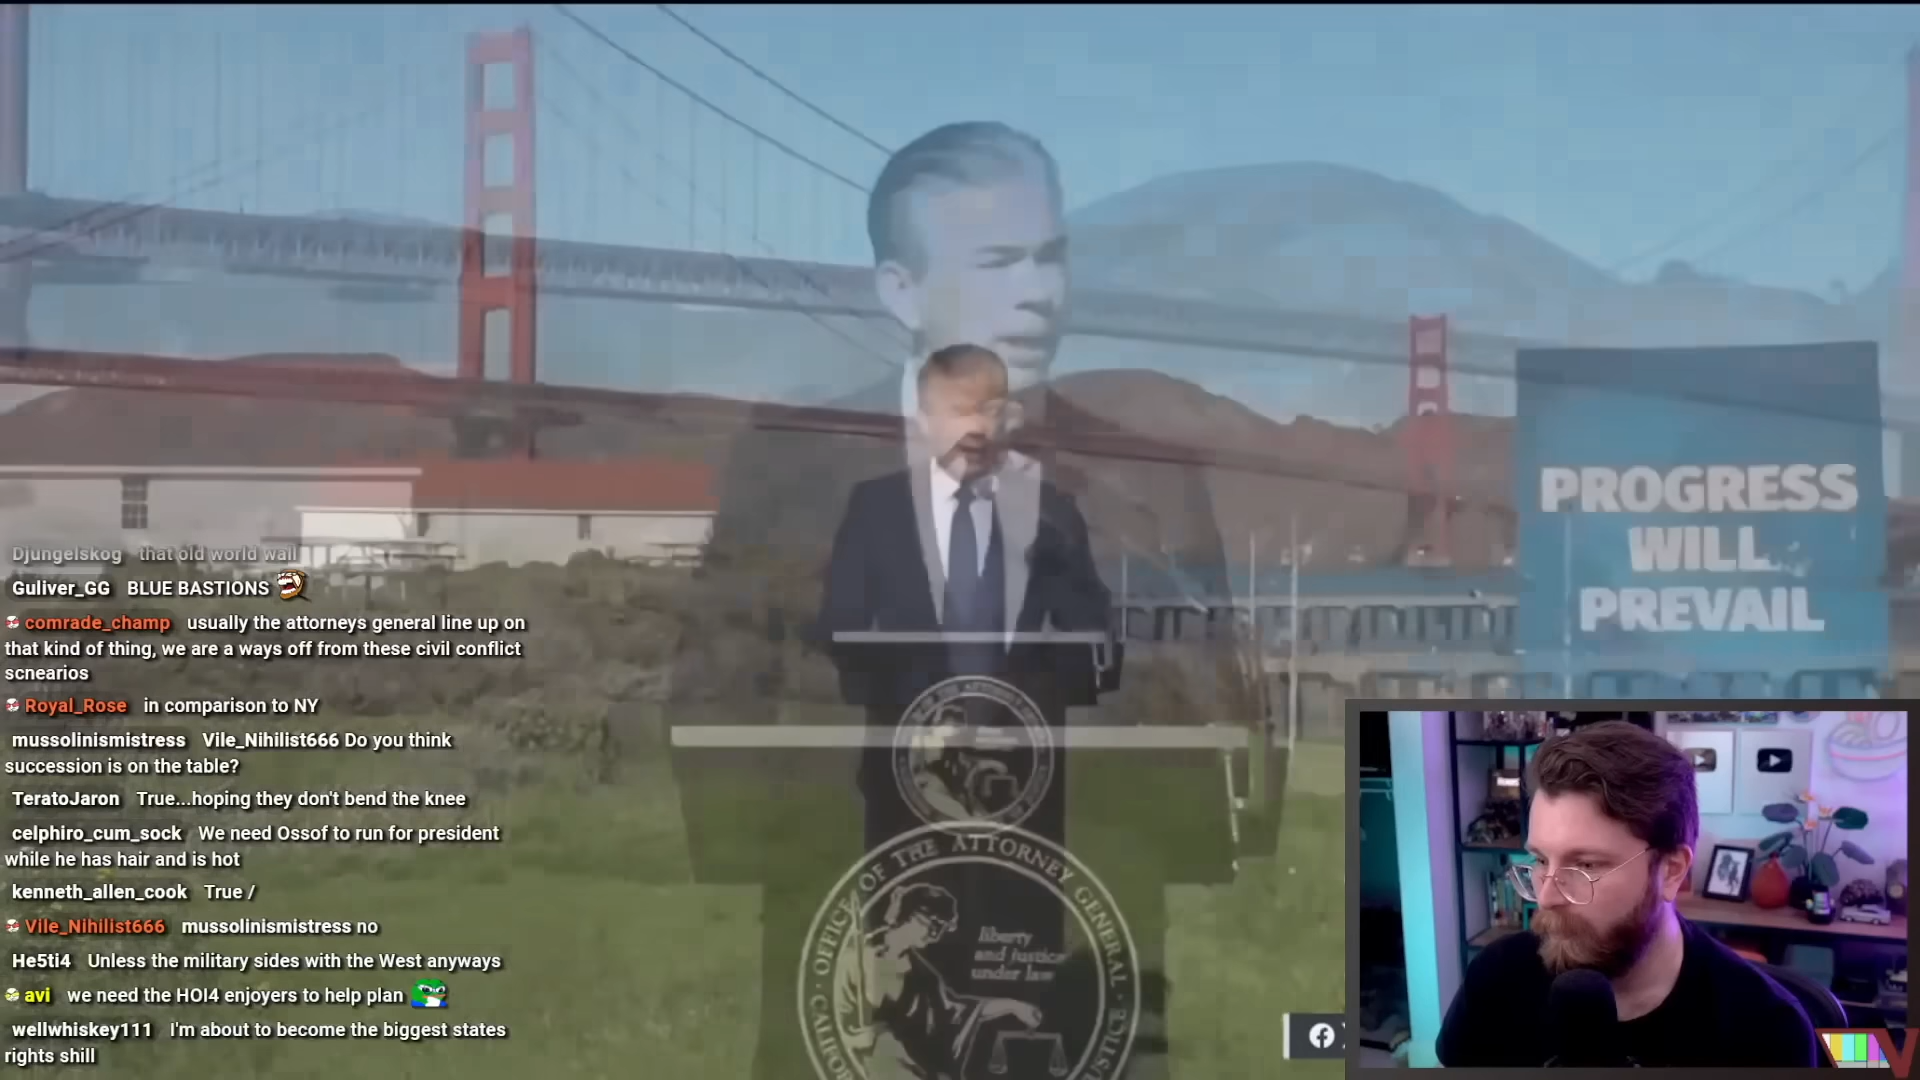 Djungelskog that old world wall
Guliver_GG BLUE BASTIONS
comrade_champ usually the attorneys general line up on
that kind of thing, we are a ways off from these civil conflict
scnearios
Royal_Rose in comparison to NY
mussolinismistress Vile_Nihilist666 Do you think
succession is on the table?
TeratoJaron True...hoping they don't bend the knee
celphiro_cum_sock We need Ossof to run for president
while he has hair and is hot
kenneth_allen_cook True /
Vile_Nihilist666 mussolinismistress no
He5ti4 Unless the military sides with the West anyways
avi we need the HOI4 enjoyers to help plan
wellwhiskey111 I'm about to become the biggest states
rights shill
PROGRESS
WILL
PREVAIL
OFFICE OF THE ATTORNEY GENERAL
liberty
and justice
under law